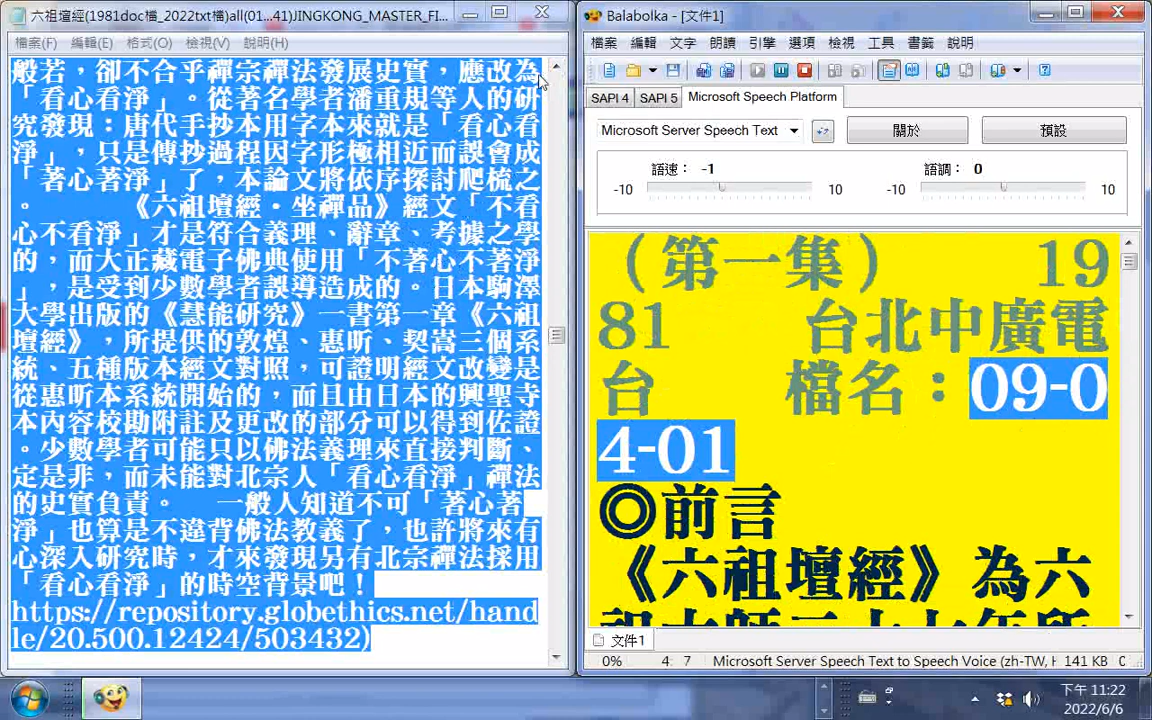 六祖壇經(1981doc檔_2022txt檔)all(01...41)JINGKONG_MASTER_FI...
檔案(F) 編輯(E) 格式(O) 檢視(V) 說明(H)
般若，卻不合乎禪宗禪法發展史實，應改為
「看心看淨」。從著名學者潘重規等人的研
究發現：唐代手抄本用字本來就是「看心看
淨」，只是傳抄過程因字形極相近而誤會成
「著心著淨」了，本論文將依序探討爬梳之
。 《六祖壇經‧坐禪品》經文「不看
心不看淨」才是符合義理、辭章、考據之學
的，而大正藏電子佛典使用「不著心不著淨
」，是受到少數學者誤導造成的。日本駒澤
大學出版的《慧能研究》一書第一章《六祖
壇經》，所提供的敦煌、惠昕、契嵩三個系
統、五種版本經文對照，可證明經文改變是
從惠昕本系統開始的，而且由日本的興聖寺
本內容校勘附註及更改的部分可以得到佐證
。少數學者可能只以佛法義理來直接判斷、
定是非，而未能對北宗人「看心看淨」禪法
的史實負責。 一般人知道不可「著心著
淨」也算是不違背佛法教義了，也許將來有
心深入研究時，才來發現另有北宗禪法採用
「看心看淨」的時空背景吧！
https://repository.globethics.net/hand
le/20.500.12424/503432)
Balabolka - [文件1]
檔案 編輯 文字 朗讀 引擎 選項 檢視 工具 書籤 說明
SAPI 4 SAPI 5 Microsoft Speech Platform
Microsoft Server Speech Text 關於 預設
語速： -1 語調： 0
-10 10 -10 10
（第一集） 19
81 台北中廣電
台 檔名：09-0
4-01
◎前言
《六祖壇經》為六
祖大師三十七年所
文件1
0% 4: 7 Microsoft Server Speech Text to Speech Voice (zh-TW, H 141 KB
下午 11:22
2022/6/6